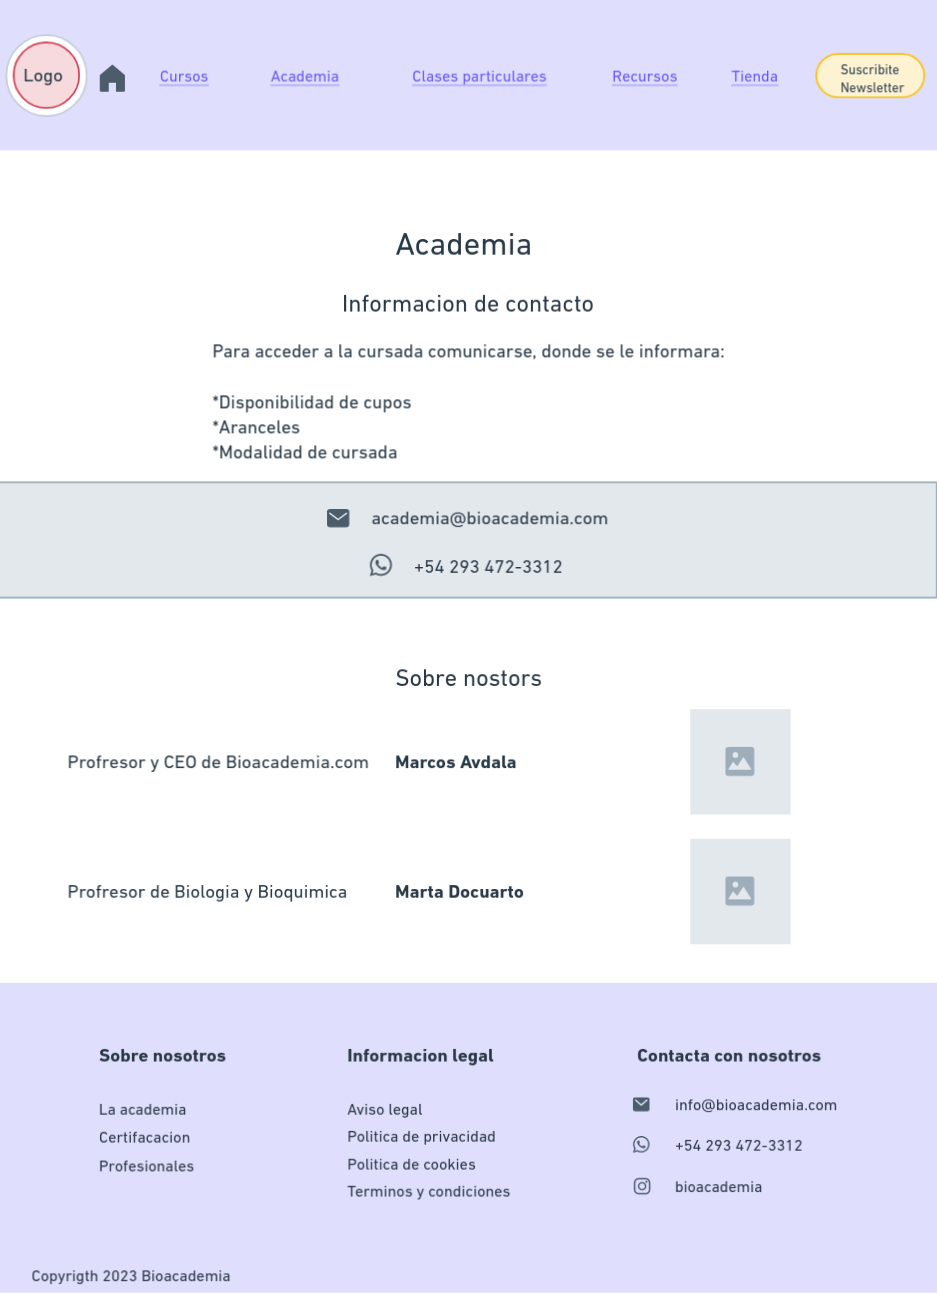 Logo
Cursos
Academia
Clases particulares
Recursos
Tienda
Suscribite
Newsletter
Academia
Informacion de contacto
Para acceder a la cursada comunicarse, donde se le informara:
*Disponibilidad de cupos
*Aranceles
*Modalidad de cursada
academia@bioacademia.com
+54 293 472-3312
Sobre nostors
Profresor y CEO de Bioacademia.com
Marcos Avdala
Profresor de Biologia y Bioquimica
Marta Docuarto
Sobre nosotros
La academia
Certifacacion
Profesionales
Informacion legal
Aviso legal
Politica de privacidad
Politica de cookies
Terminos y condiciones
Contacta con nosotros
info@bioacademia.com
+54 293 472-3312
bioacademia
Copyrigth 2023 Bioacademia